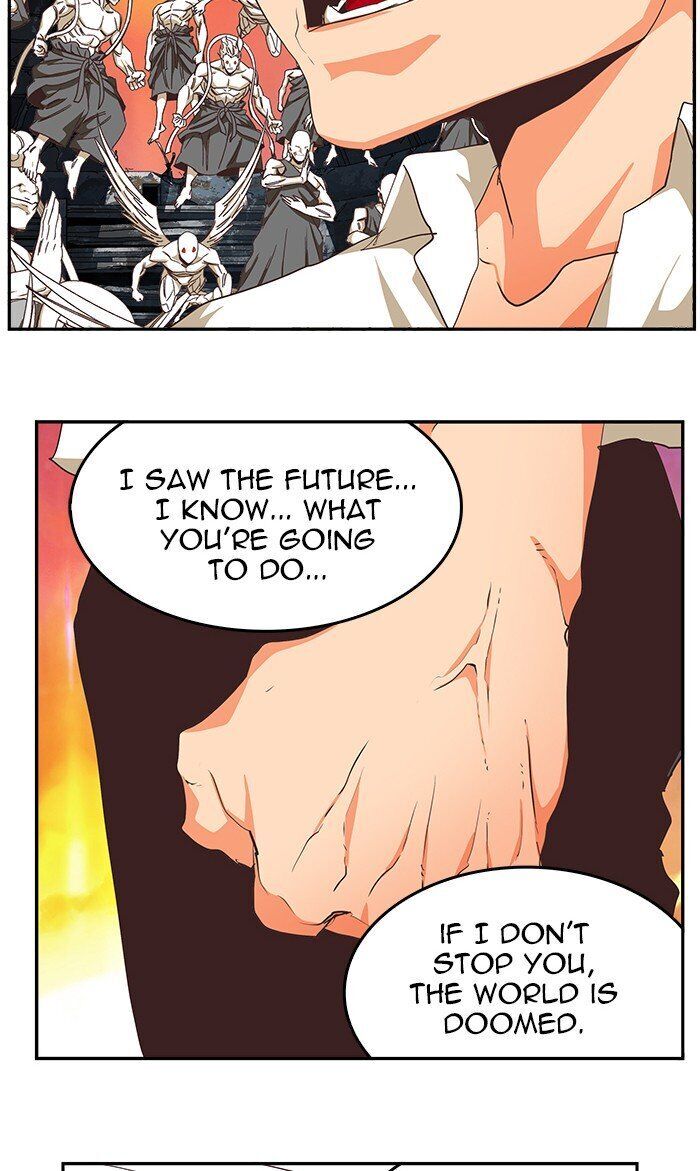 I SAW THE FUTURE...
I KNOW... WHAT
YOU'RE GOING
TO DO...
IF I DON'T
STOP YOU,
THE WORLD IS
DOOMED.